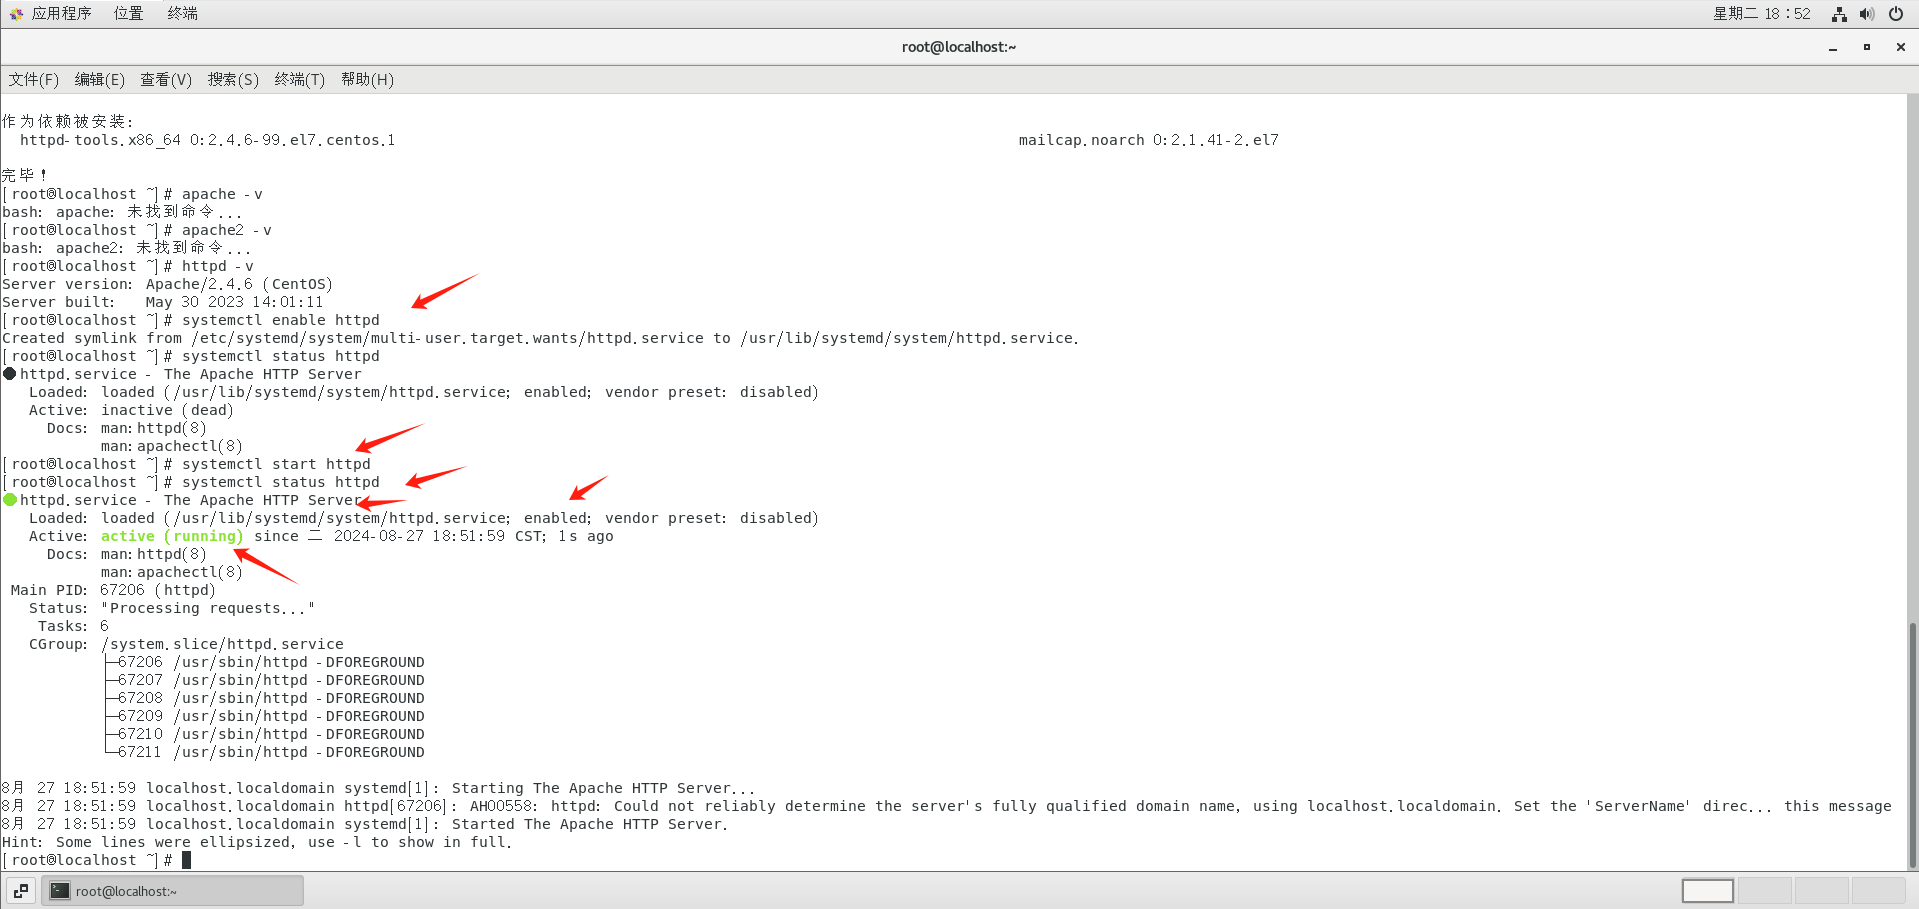 应用程序 位置 终端 星期二 18：52
root@localhost:~
文件(F) 编辑(E) 查看(V) 搜索(S) 终端(T) 帮助(H)
作为依赖被安装:
httpd-tools.x86_64 0:2.4.6-99.el7.centos.1 mailcap.noarch 0:2.1.41-2.el7
完毕！
[root@localhost ~]# apache -v
bash: apache: 未找到命令...
[root@localhost ~]# apache2 -v
bash: apache2: 未找到命令...
[root@localhost ~]# httpd -v
Server version: Apache/2.4.6 (CentOS)
Server built:   May 30 2023 14:01:11
[root@localhost ~]# systemctl enable httpd
Created symlink from /etc/systemd/system/multi-user.target.wants/httpd.service to /usr/lib/systemd/system/httpd.service.
[root@localhost ~]# systemctl status httpd
● httpd.service - The Apache HTTP Server
Loaded: loaded (/usr/lib/systemd/system/httpd.service; enabled; vendor preset: disabled)
Active: inactive (dead)
Docs: man:httpd(8)
man:apachectl(8)
[root@localhost ~]# systemctl start httpd
[root@localhost ~]# systemctl status httpd
● httpd.service - The Apache HTTP Server
Loaded: loaded (/usr/lib/systemd/system/httpd.service; enabled; vendor preset: disabled)
Active: active (running) since 二 2024-08-27 18:51:59 CST; 1s ago
Docs: man:httpd(8)
man:apachectl(8)
Main PID: 67206 (httpd)
Status: "Processing requests..."
Tasks: 6
CGroup: /system.slice/httpd.service
├─67206 /usr/sbin/httpd -DFOREGROUND
├─67207 /usr/sbin/httpd -DFOREGROUND
├─67208 /usr/sbin/httpd -DFOREGROUND
├─67209 /usr/sbin/httpd -DFOREGROUND
├─67210 /usr/sbin/httpd -DFOREGROUND
└─67211 /usr/sbin/httpd -DFOREGROUND
8月 27 18:51:59 localhost.localdomain systemd[1]: Starting The Apache HTTP Server...
8月 27 18:51:59 localhost.localdomain httpd[67206]: AH00558: httpd: Could not reliably determine the server's fully qualified domain name, using localhost.localdomain. Set the 'ServerName' direc... this message
8月 27 18:51:59 localhost.localdomain systemd[1]: Started The Apache HTTP Server.
Hint: Some lines were ellipsized, use -l to show in full.
[root@localhost ~]#
root@localhost:~